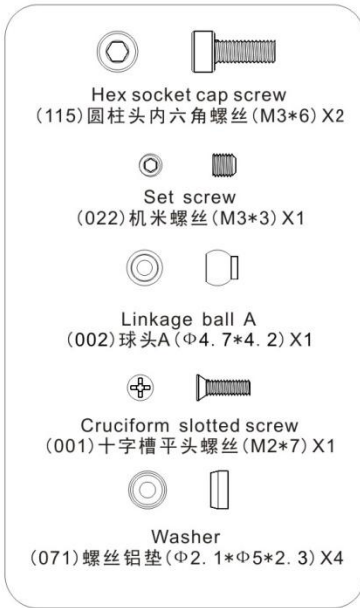 Hex socket cap screw
(115)圆柱头内六角螺丝(M3*6)X2
Set screw
(022)机米螺丝(M3*3)X1
Linkage ball A
(002)球头A(Φ4.7*4.2)X1
Cruciform slotted screw
(001)十字槽平头螺丝(M2*7)X1
Washer
(071)螺丝铝垫(Φ2.1*Φ5*2.3)X4